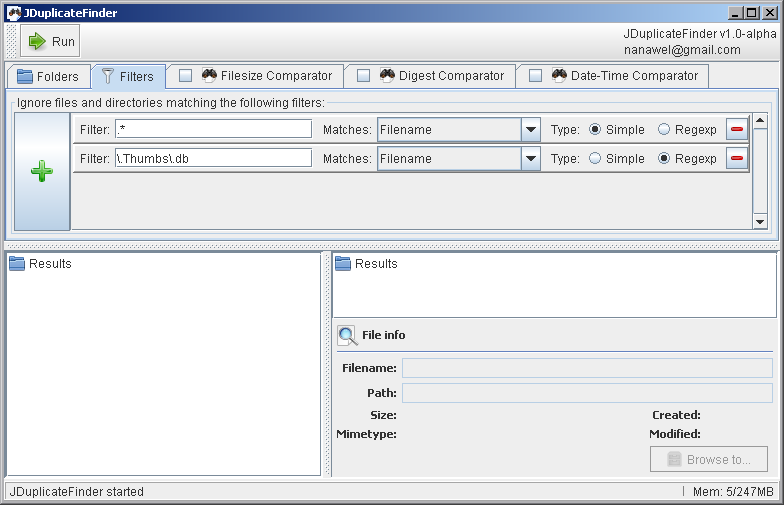 JDuplicateFinder
Run
JDuplicateFinder v1.0-alpha
nanawel@gmail.com
Folders
Filters
Filesize Comparator
Digest Comparator
Date-Time Comparator
Ignore files and directories matching the following filters:
Filter: .* Matches: Filename Type: Simple Regexp
Filter: \.Thumbs\.db Matches: Filename Type: Simple Regexp
Results
Results
File info
Filename:
Path:
Size: Created:
Mimetype: Modified:
Browse to...
JDuplicateFinder started
Mem: 5/247MB